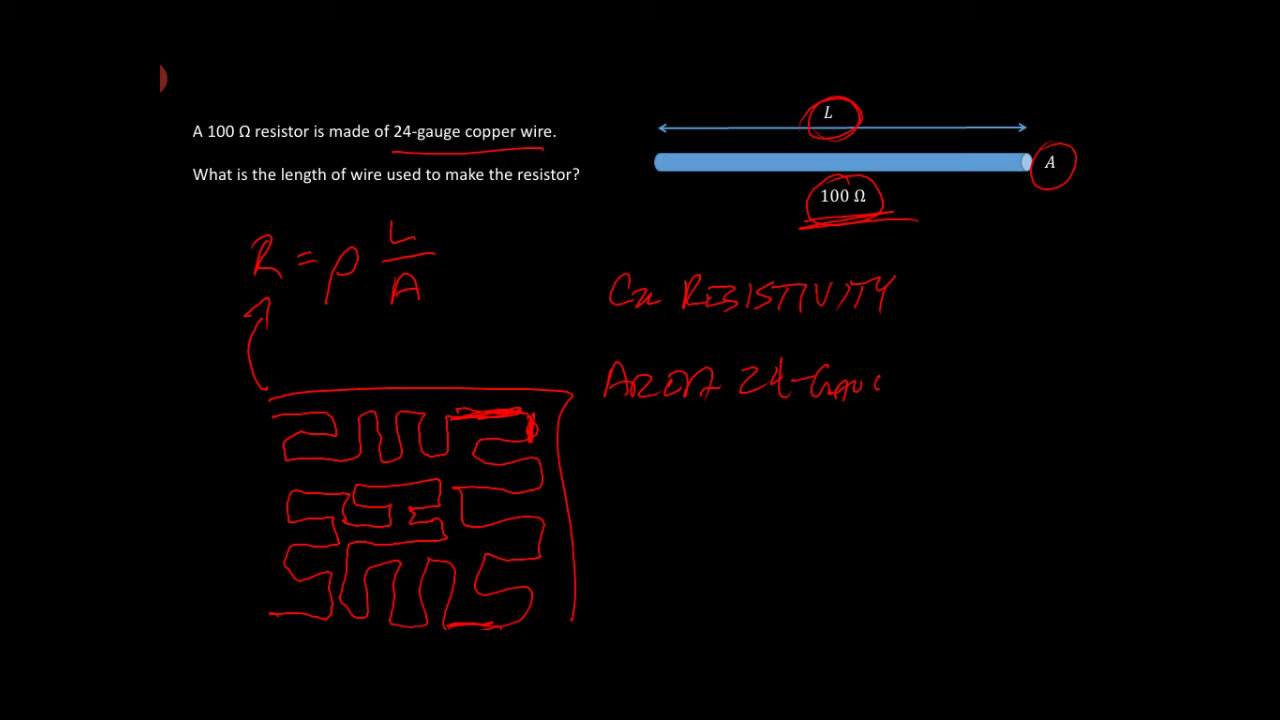 A 100 Ω resistor is made of 24-gauge copper wire.
What is the length of wire used to make the resistor?
L
A
100 Ω
R = ρ L/A
Cu RESISTIVITY
AREA 24-Gaug